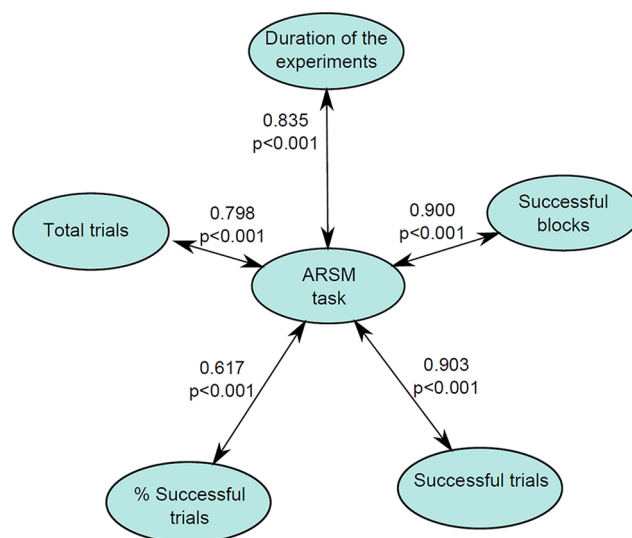 Duration of the
experiments
0.835
p<0.001
Total trials
0.798
p<0.001
0.900
p<0.001
Successful
blocks
ARSM
task
0.617
p<0.001
0.903
p<0.001
% Successful
trials
Successful trials